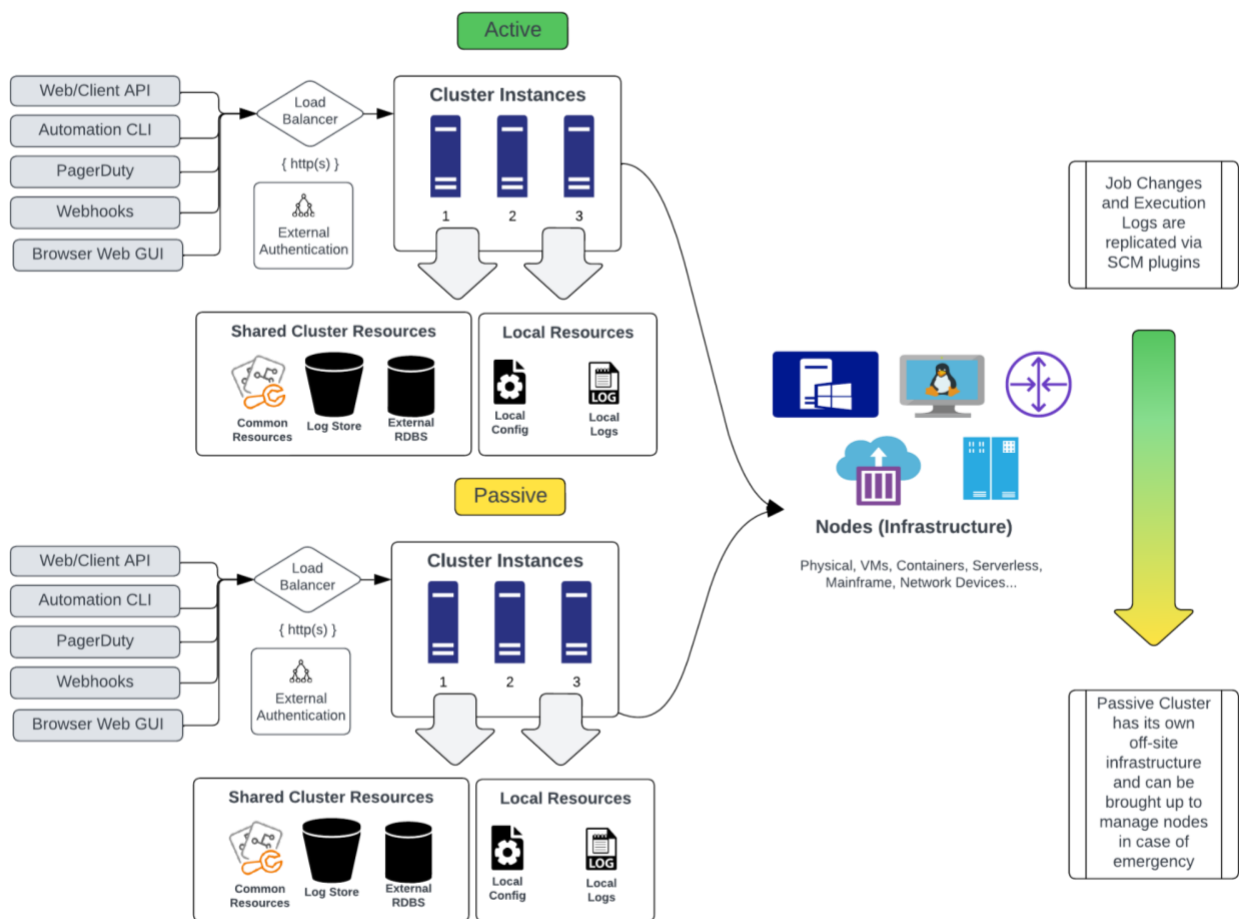 Active
Web/Client API
Automation CLI
PagerDuty
Webhooks
Browser Web GUI
Load
Balancer
{ http(s) }
External
Authentication
Cluster Instances
1
2
3
Shared Cluster Resources
Common
Resources
Log Store
External
RDBS
Local Resources
Local
Config
LOG
Local
Logs
Passive
Web/Client API
Automation CLI
PagerDuty
Webhooks
Browser Web GUI
Load
Balancer
{ http(s) }
External
Authentication
Cluster Instances
1
2
3
Shared Cluster Resources
Common
Resources
Log Store
External
RDBS
Local Resources
Local
Config
LOG
Local
Logs
Nodes (Infrastructure)
Physical, VMs, Containers, Serverless,
Mainframe, Network Devices...
Job Changes
and Execution
Logs are
replicated via
SCM plugins
Passive Cluster
has its own
off-site
infrastructure
and can be
brought up to
manage nodes
in case of
emergency